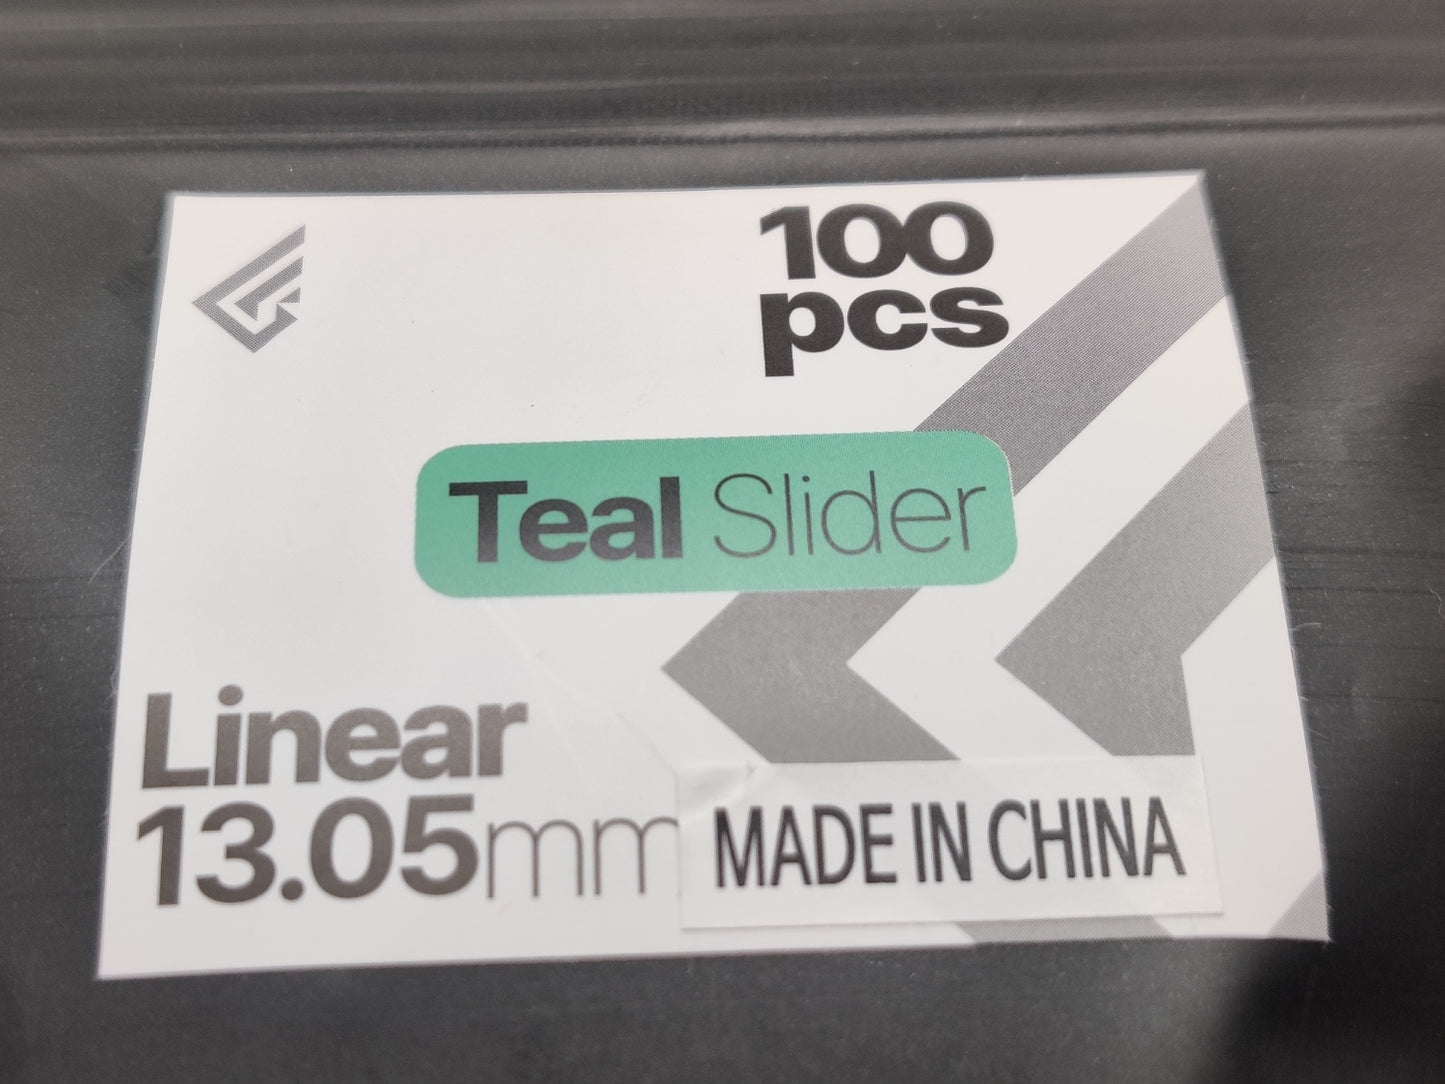 100
pcs
Teal Slider
Linear
13.05mm
MADE IN CHINA